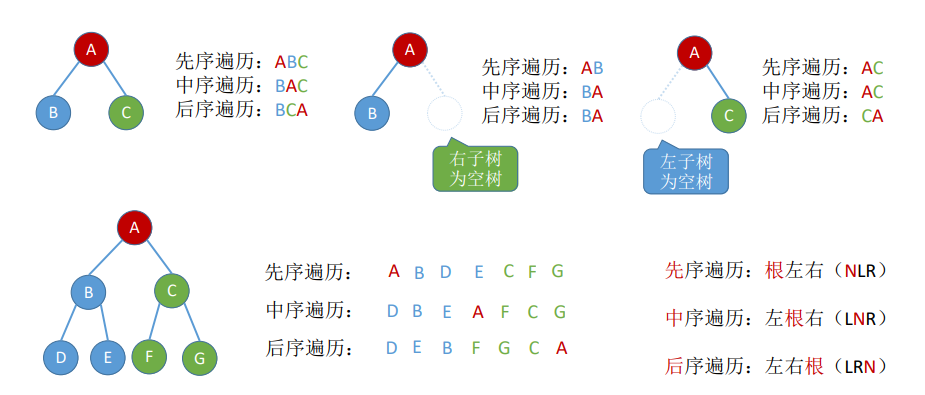 A
B
C
先序遍历：ABC
中序遍历：BAC
后序遍历：BCA
A
B
右子树
为空树
先序遍历：AB
中序遍历：BA
后序遍历：BA
A
C
左子树
为空树
先序遍历：AC
中序遍历：AC
后序遍历：CA
A
B
C
D
E
F
G
先序遍历： A B D E C F G
中序遍历： D B E A F C G
后序遍历： D E B F G C A
先序遍历：根左右（NLR）
中序遍历：左根右（LNR）
后序遍历：左右根（LRN）